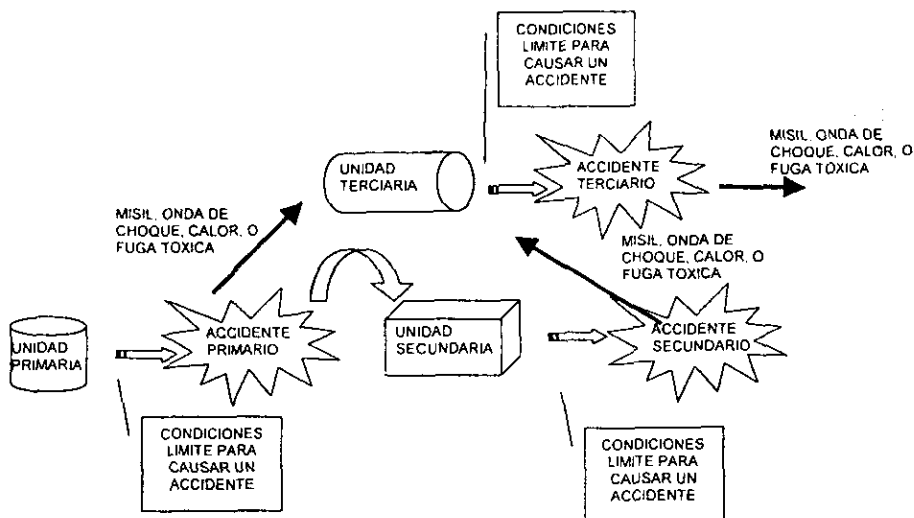 CONDICIONES
LIMITE PARA
CAUSAR UN
ACCIDENTE
MISIL, ONDA DE
CHOQUE, CALOR, O
FUGA TOXICA
UNIDAD
TERCIARIA
ACCIDENTE
TERCIARIO
MISIL, ONDA DE
CHOQUE, CALOR, O
FUGA TOXICA
MISIL, ONDA DE
CHOQUE, CALOR, O
FUGA TOXICA
UNIDAD
PRIMARIA
ACCIDENTE
PRIMARIO
UNIDAD
SECUNDARIA
ACCIDENTE
SECUNDARIO
CONDICIONES
LIMITE PARA
CAUSAR UN
ACCIDENTE
CONDICIONES
LIMITE PARA
CAUSAR UN
ACCIDENTE